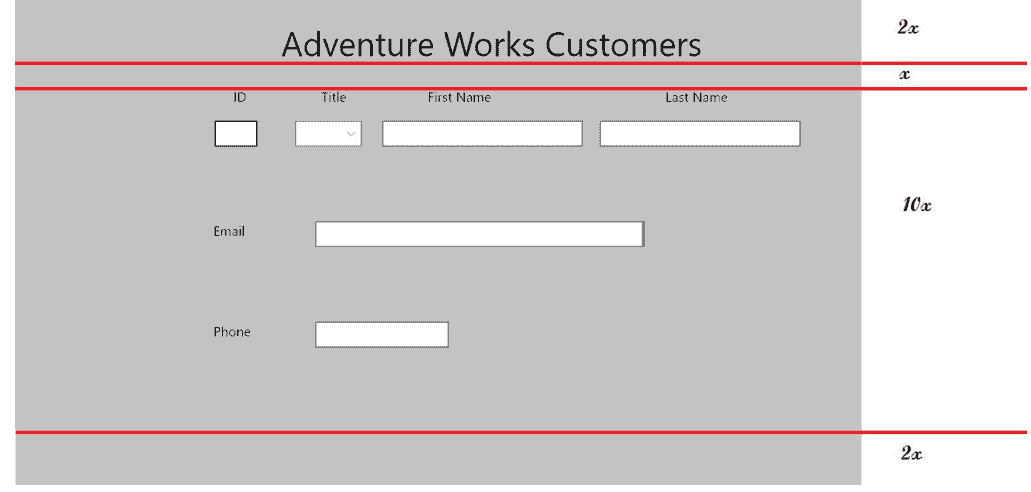 Adventure Works Customers
2x
x
ID Title First Name Last Name
10x
Email
Phone
2x